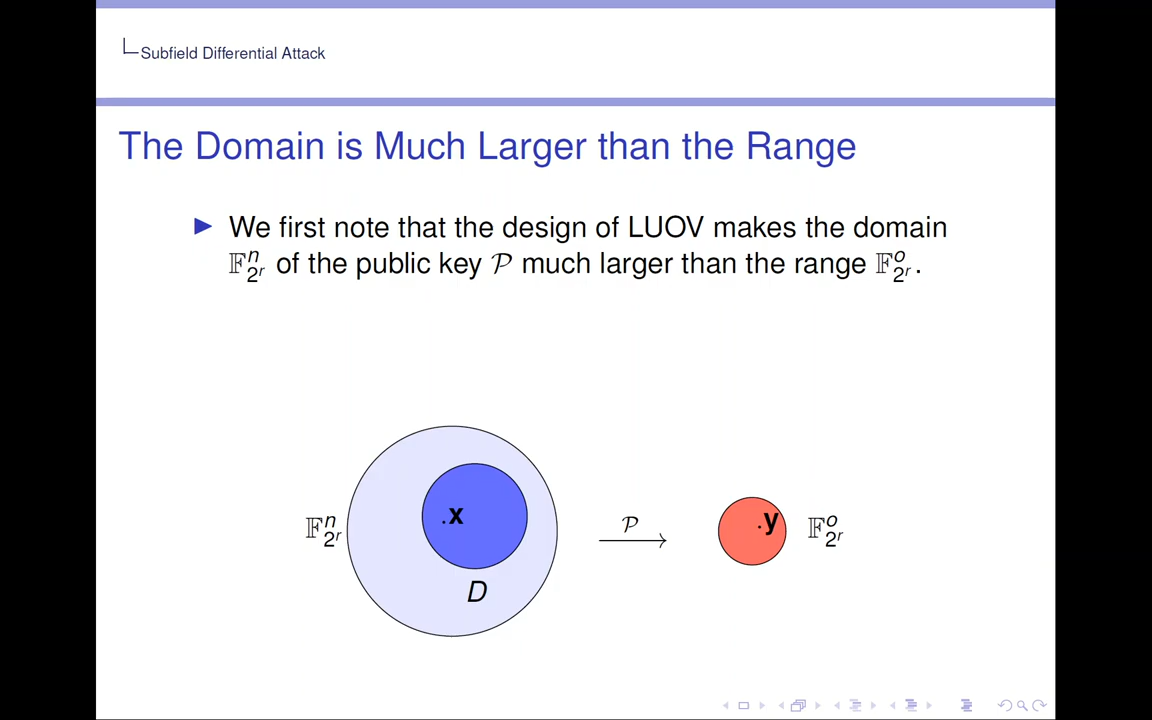 Subfield Differential Attack
The Domain is Much Larger than the Range
We first note that the design of LUOV makes the domain
𝔽ⁿ₂ʳ of the public key 𝒫 much larger than the range 𝔽ᵒ₂ʳ.
𝔽ⁿ₂ʳ .x 𝒫 .y 𝔽ᵒ₂ʳ
D